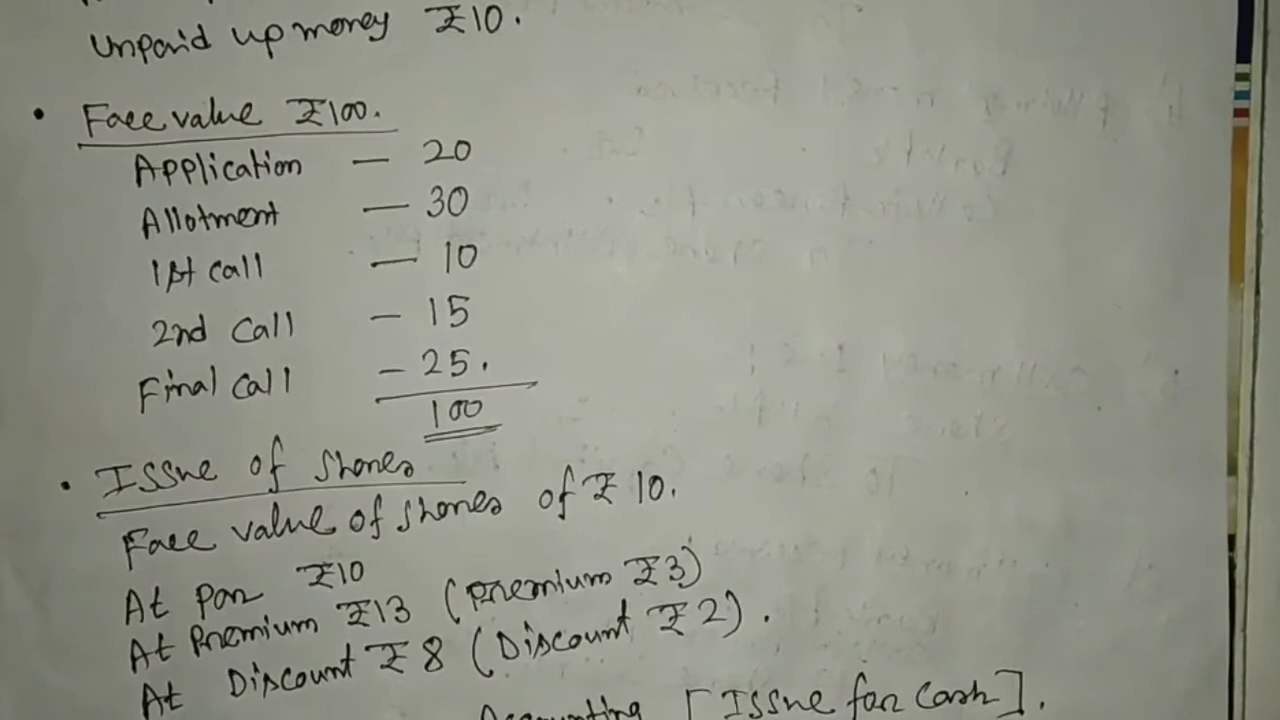 unpaid up money ₹10.
• Face value ₹100.
Application — 20
Allotment — 30
1st call — 10
2nd call — 15
Final call — 25.
100
• Issue of shares
Face value of shares of ₹10.
At par ₹10
At Premium ₹13 (Premium ₹3)
At Discount ₹8 (Discount ₹2).
Accounting [Issue for cash].